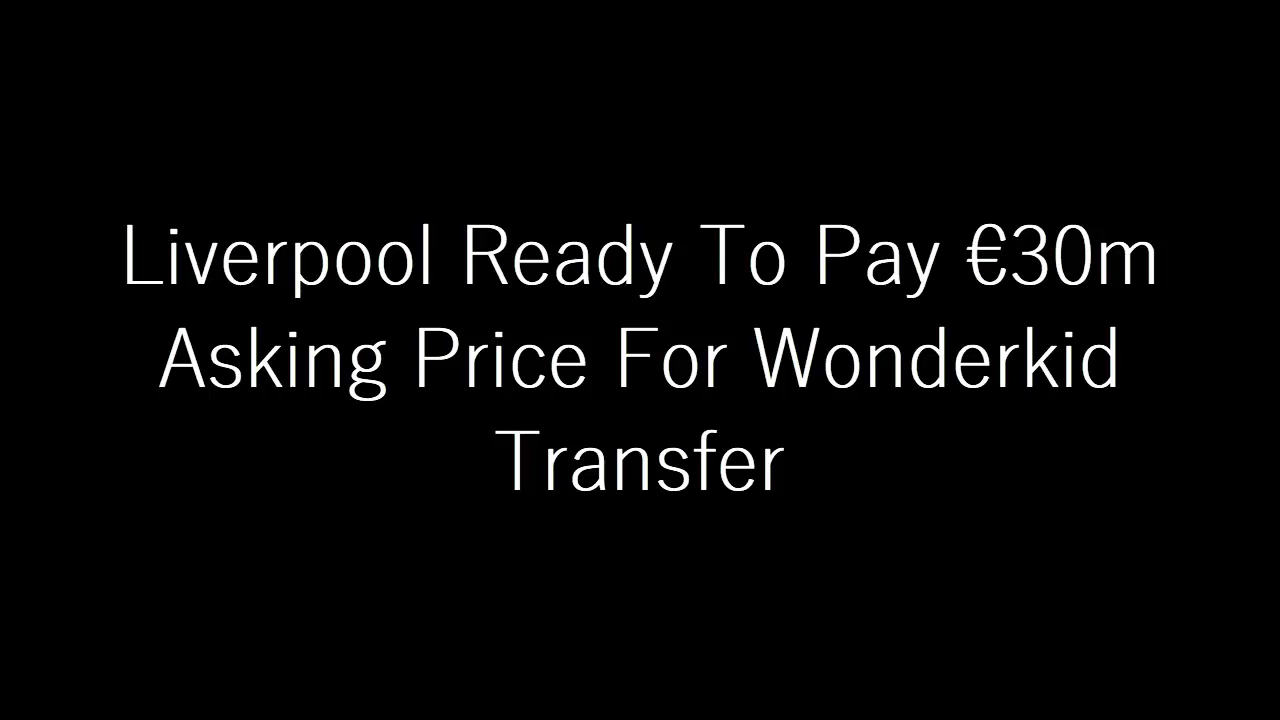 Liverpool Ready To Pay €30m
Asking Price For Wonderkid
Transfer